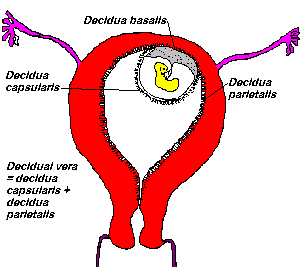 Decidua basalis
Decidua
capsularis
Decidua
parietalis
Decidual vera
= decidua
capsularis +
decidua
parietalis